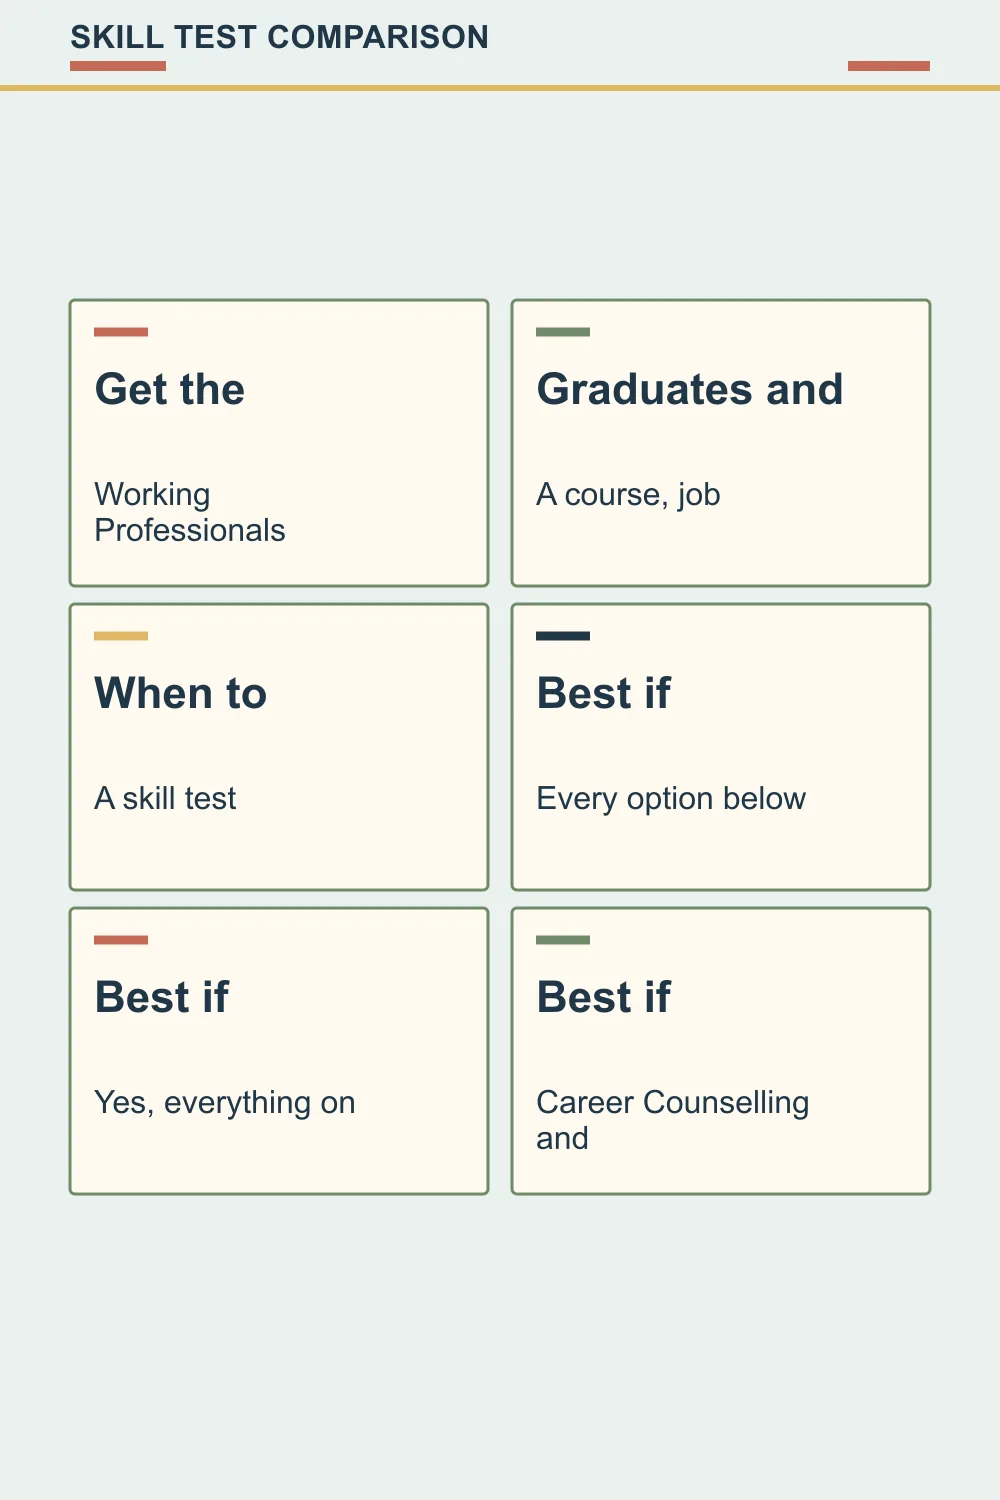 SKILL TEST COMPARISON
Get the
Working
Professionals
Graduates and
A course, job
When to
A skill test
Best if
Every option below
Best if
Yes, everything on
Best if
Career Counselling
and